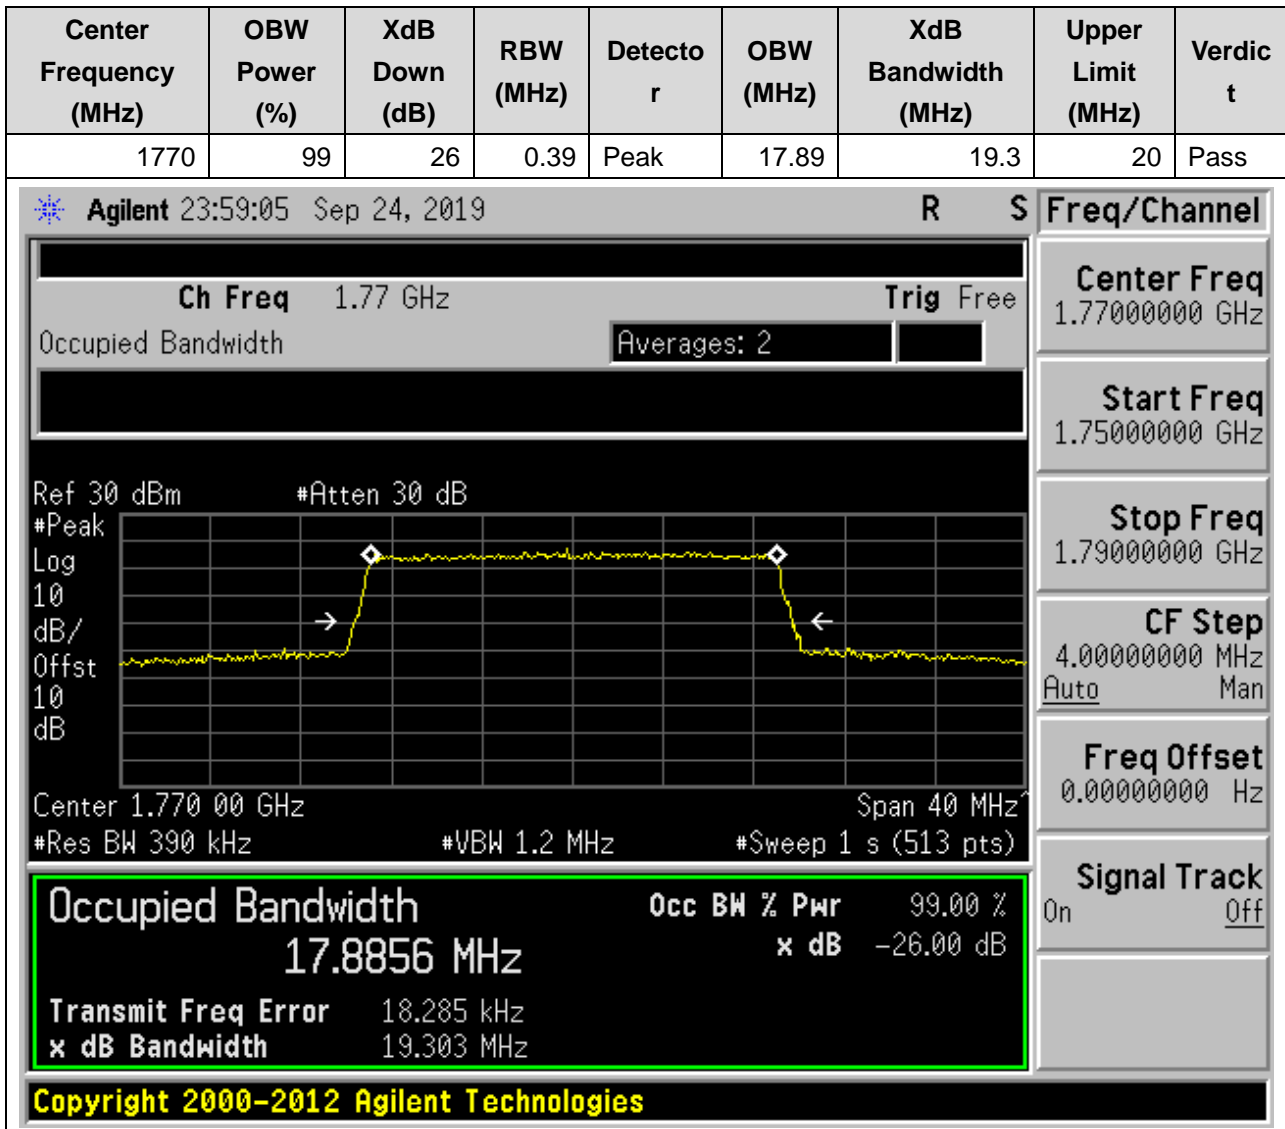 Center Frequency (MHz) OBW Power (%) XdB Down (dB) RBW (MHz) Detector OBW (MHz) XdB Bandwidth (MHz) Upper Limit (MHz) Verdict
1770 99 26 0.39 Peak 17.89 19.3 20 Pass
Agilent 23:59:05 Sep 24, 2019 R S
Ch Freq 1.77 GHz Trig Free
Occupied Bandwidth Averages: 2
Ref 30 dBm #Atten 30 dB
#Peak
Log
10
dB/
Offst
10
dB
Center 1.770 00 GHz Span 40 MHz^
#Res BW 390 kHz #VBW 1.2 MHz #Sweep 1 s (513 pts)
Occupied Bandwidth Occ BW % Pwr 99.00 %
17.8856 MHz x dB -26.00 dB
Transmit Freq Error 18.285 kHz
x dB Bandwidth 19.303 MHz
Copyright 2000-2012 Agilent Technologies
Freq/Channel
Center Freq
1.77000000 GHz
Start Freq
1.75000000 GHz
Stop Freq
1.79000000 GHz
CF Step
4.00000000 MHz
Auto Man
Freq Offset
0.00000000 Hz
Signal Track
On Off